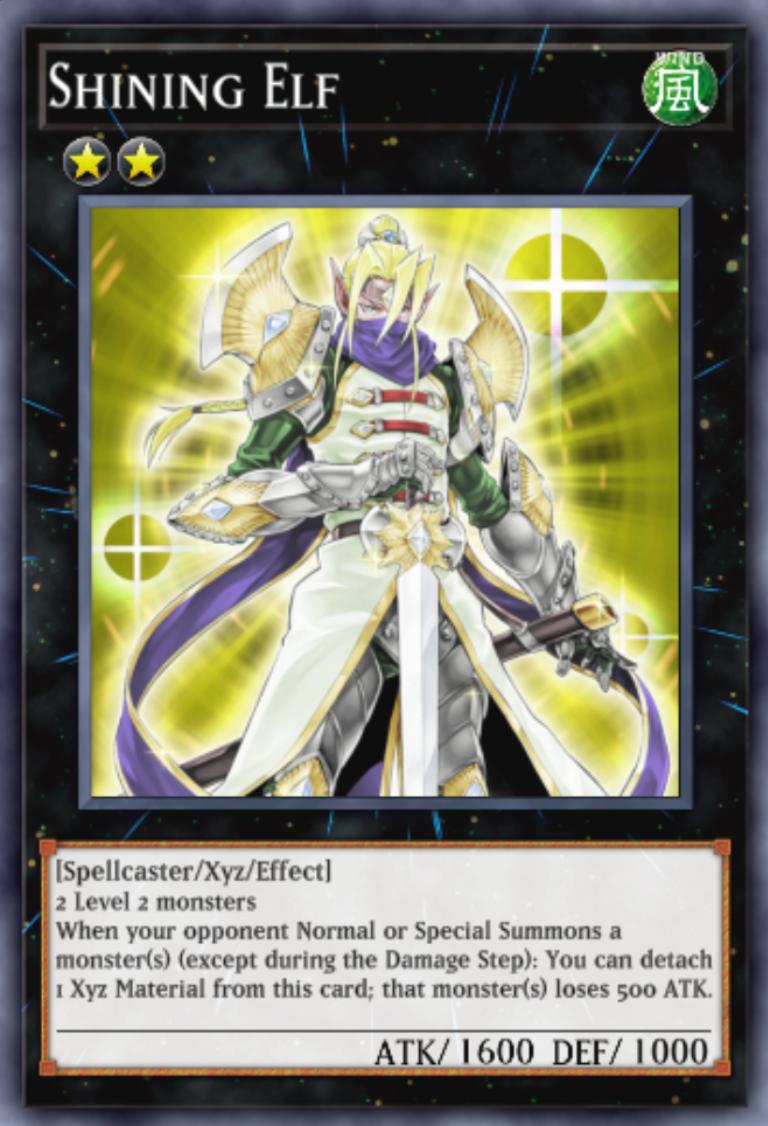 Shining Elf
WIND
風
[Spellcaster/Xyz/Effect]
2 Level 2 monsters
When your opponent Normal or Special Summons a
monster(s) (except during the Damage Step): You can detach
1 Xyz Material from this card; that monster(s) loses 500 ATK.
ATK/ 1600 DEF/ 1000